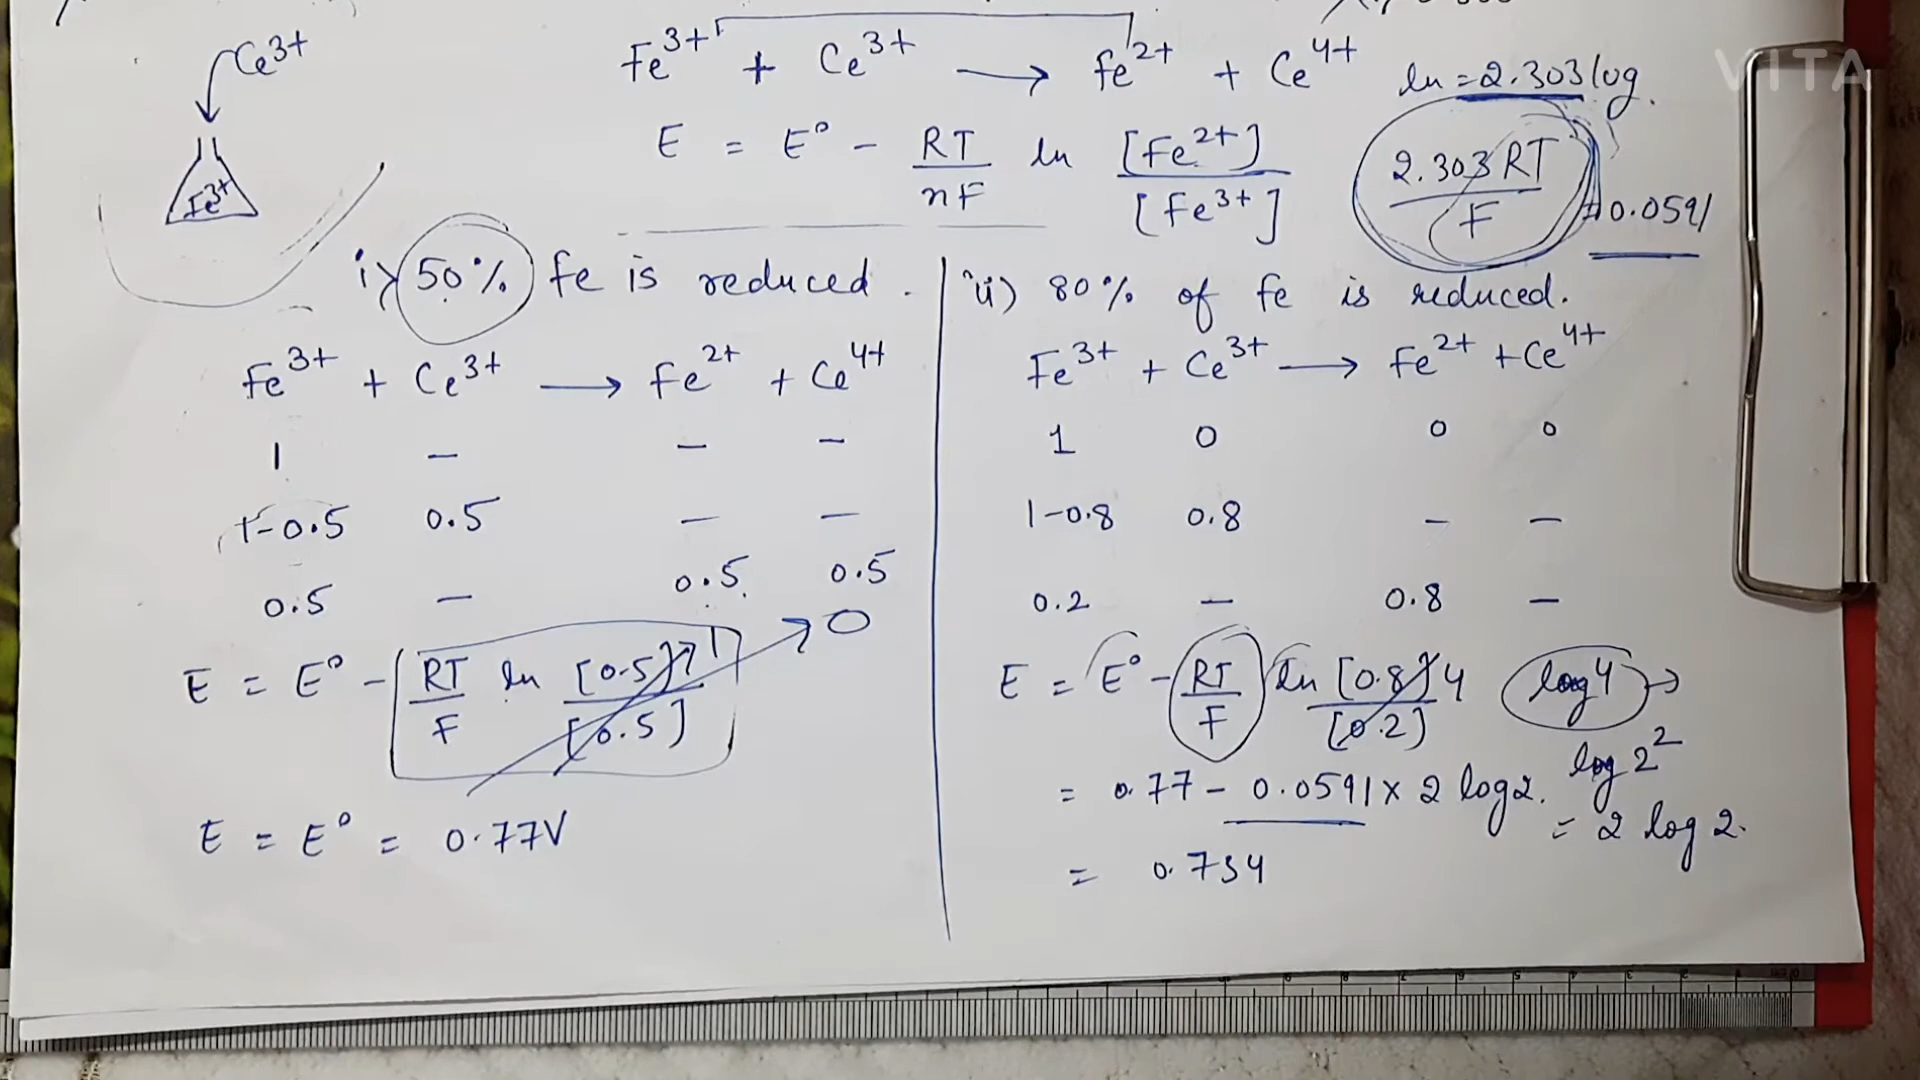 Ce³⁺
Fe³⁺
Fe³⁺ + Ce³⁺ → Fe²⁺ + Ce⁴⁺
ln = 2.303 log
VITA
E = E° - RT/nF ln [Fe²⁺]/[Fe³⁺]
2.303 RT/F = 0.0591
i) 50% Fe is reduced.
Fe³⁺ + Ce³⁺ → Fe²⁺ + Ce⁴⁺
1 — — —
1-0.5 0.5 — —
0.5 — 0.5 0.5
E = E° - RT/F ln [0.5]/[0.5] 1 → 0
E = E° = 0.77V
ii) 80% of Fe is reduced.
Fe³⁺ + Ce³⁺ → Fe²⁺ + Ce⁴⁺
1 0 0 0
1-0.8 0.8 — —
0.2 — 0.8 —
E = E° - RT/F ln [0.8]/[0.2] 4
= 0.77 - 0.0591 × 2 log 2.
= 0.734
log 4 →
log 2²
= 2 log 2.